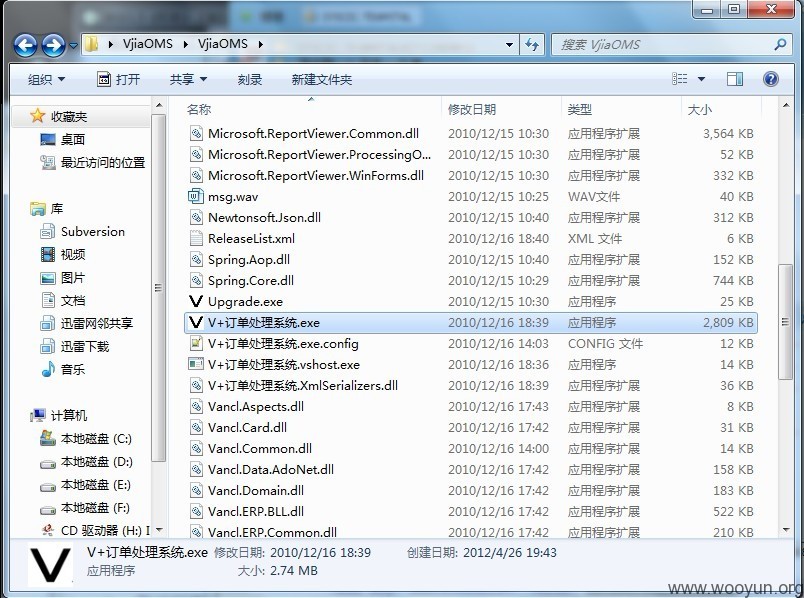 VjiaOMS VjiaOMS 搜索 VjiaOMS
组织 打开 共享 刻录 新建文件夹
名称 修改日期 类型 大小
收藏夹
桌面
最近访问的位置
库
Subversion
视频
图片
文档
迅雷网邻共享
迅雷下载
音乐
计算机
本地磁盘 (C:)
本地磁盘 (D:)
本地磁盘 (E:)
本地磁盘 (F:)
CD 驱动器 (H:) I
Microsoft.ReportViewer.Common.dll 2010/12/15 10:30 应用程序扩展 3,564 KB
Microsoft.ReportViewer.ProcessingO... 2010/12/15 10:30 应用程序扩展 52 KB
Microsoft.ReportViewer.WinForms.dll 2010/12/15 10:30 应用程序扩展 332 KB
msg.wav 2010/12/15 10:25 WAV文件 40 KB
Newtonsoft.Json.dll 2010/12/15 10:40 应用程序扩展 312 KB
ReleaseList.xml 2010/12/16 18:40 XML 文件 6 KB
Spring.Aop.dll 2010/12/15 10:40 应用程序扩展 152 KB
Spring.Core.dll 2010/12/15 10:29 应用程序扩展 744 KB
Upgrade.exe 2010/12/15 10:30 应用程序 25 KB
V+订单处理系统.exe 2010/12/16 18:39 应用程序 2,809 KB
V+订单处理系统.exe.config 2010/12/16 14:03 CONFIG 文件 12 KB
V+订单处理系统.vshost.exe 2010/12/16 18:36 应用程序 14 KB
V+订单处理系统.XmlSerializers.dll 2010/12/16 18:39 应用程序扩展 36 KB
Vancl.Aspects.dll 2010/12/16 17:43 应用程序扩展 8 KB
Vancl.Card.dll 2010/12/16 17:42 应用程序扩展 31 KB
Vancl.Common.dll 2010/12/16 14:00 应用程序扩展 14 KB
Vancl.Data.AdoNet.dll 2010/12/16 17:42 应用程序扩展 158 KB
Vancl.Domain.dll 2010/12/16 17:42 应用程序扩展 183 KB
Vancl.ERP.BLL.dll 2010/12/16 17:42 应用程序扩展 522 KB
Vancl.ERP.Common.dll 2010/12/16 17:42 应用程序扩展 210 KB
V+订单处理系统.exe 修改日期: 2010/12/16 18:39 创建日期: 2012/4/26 19:43
应用程序 大小: 2.74 MB
www.wooyun.org